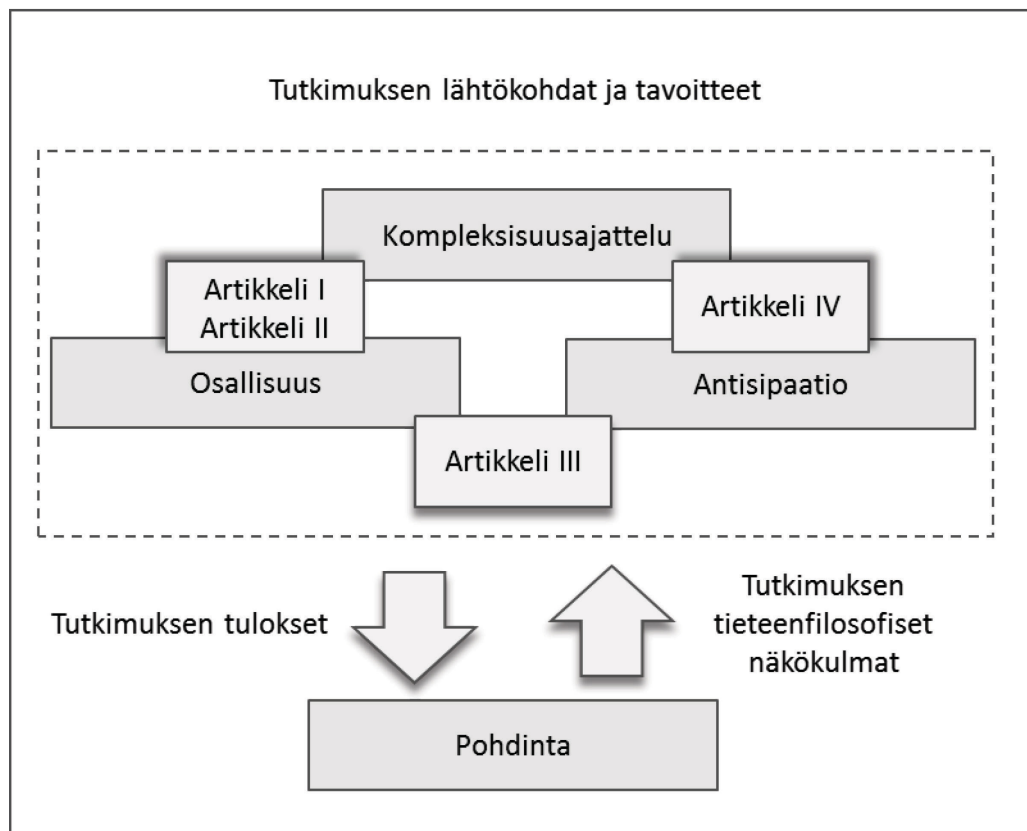 Tutkimuksen lähtökohdat ja tavoitteet
Kompleksisuusajattelu
Artikkeli I
Artikkeli II
Artikkeli IV
Osallisuus
Antisipaatio
Artikkeli III
Tutkimuksen tulokset
Tutkimuksen
tieteenfilosofiset
näkökulmat
Pohdinta